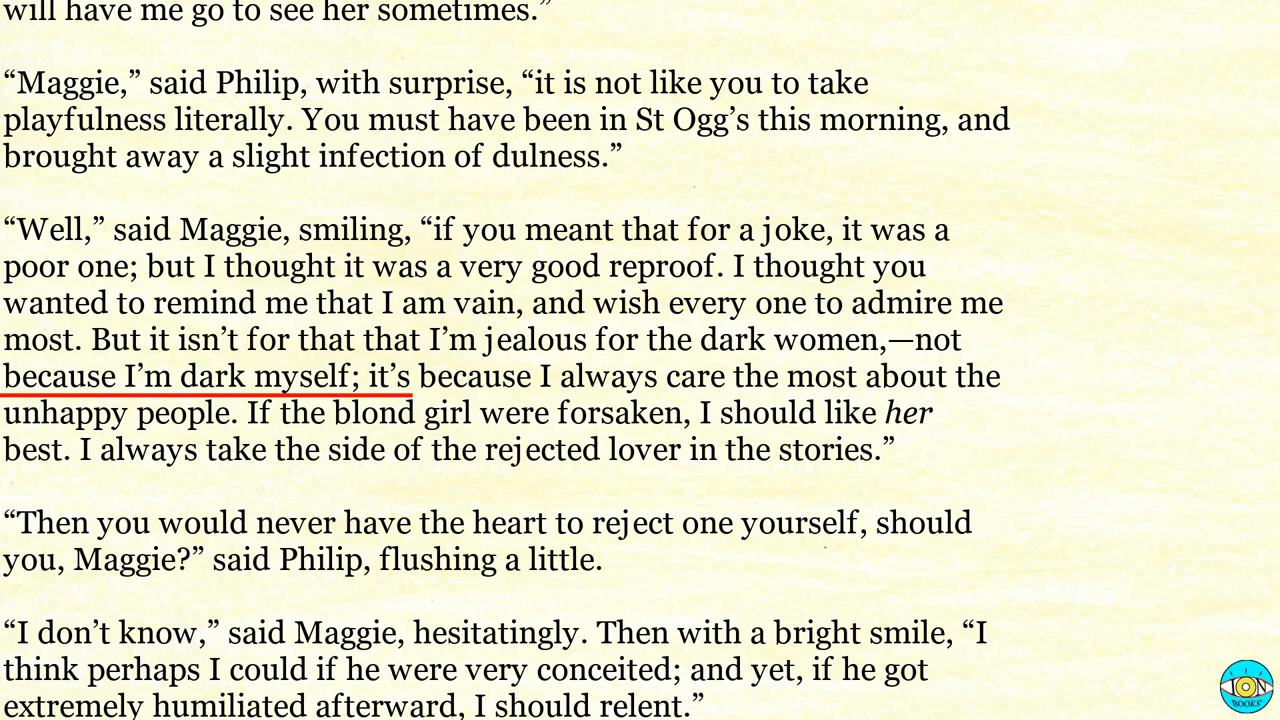 will have me go to see her sometimes.”
“Maggie,” said Philip, with surprise, “it is not like you to take
playfulness literally. You must have been in St Ogg’s this morning, and
brought away a slight infection of dulness.”
“Well,” said Maggie, smiling, “if you meant that for a joke, it was a
poor one; but I thought it was a very good reproof. I thought you
wanted to remind me that I am vain, and wish every one to admire me
most. But it isn’t for that that I’m jealous for the dark women,—not
because I’m dark myself; it’s because I always care the most about the
unhappy people. If the blond girl were forsaken, I should like her
best. I always take the side of the rejected lover in the stories.”
“Then you would never have the heart to reject one yourself, should
you, Maggie?” said Philip, flushing a little.
“I don’t know,” said Maggie, hesitatingly. Then with a bright smile, “I
think perhaps I could if he were very conceited; and yet, if he got
extremely humiliated afterward, I should relent.”
ION
BOOKS